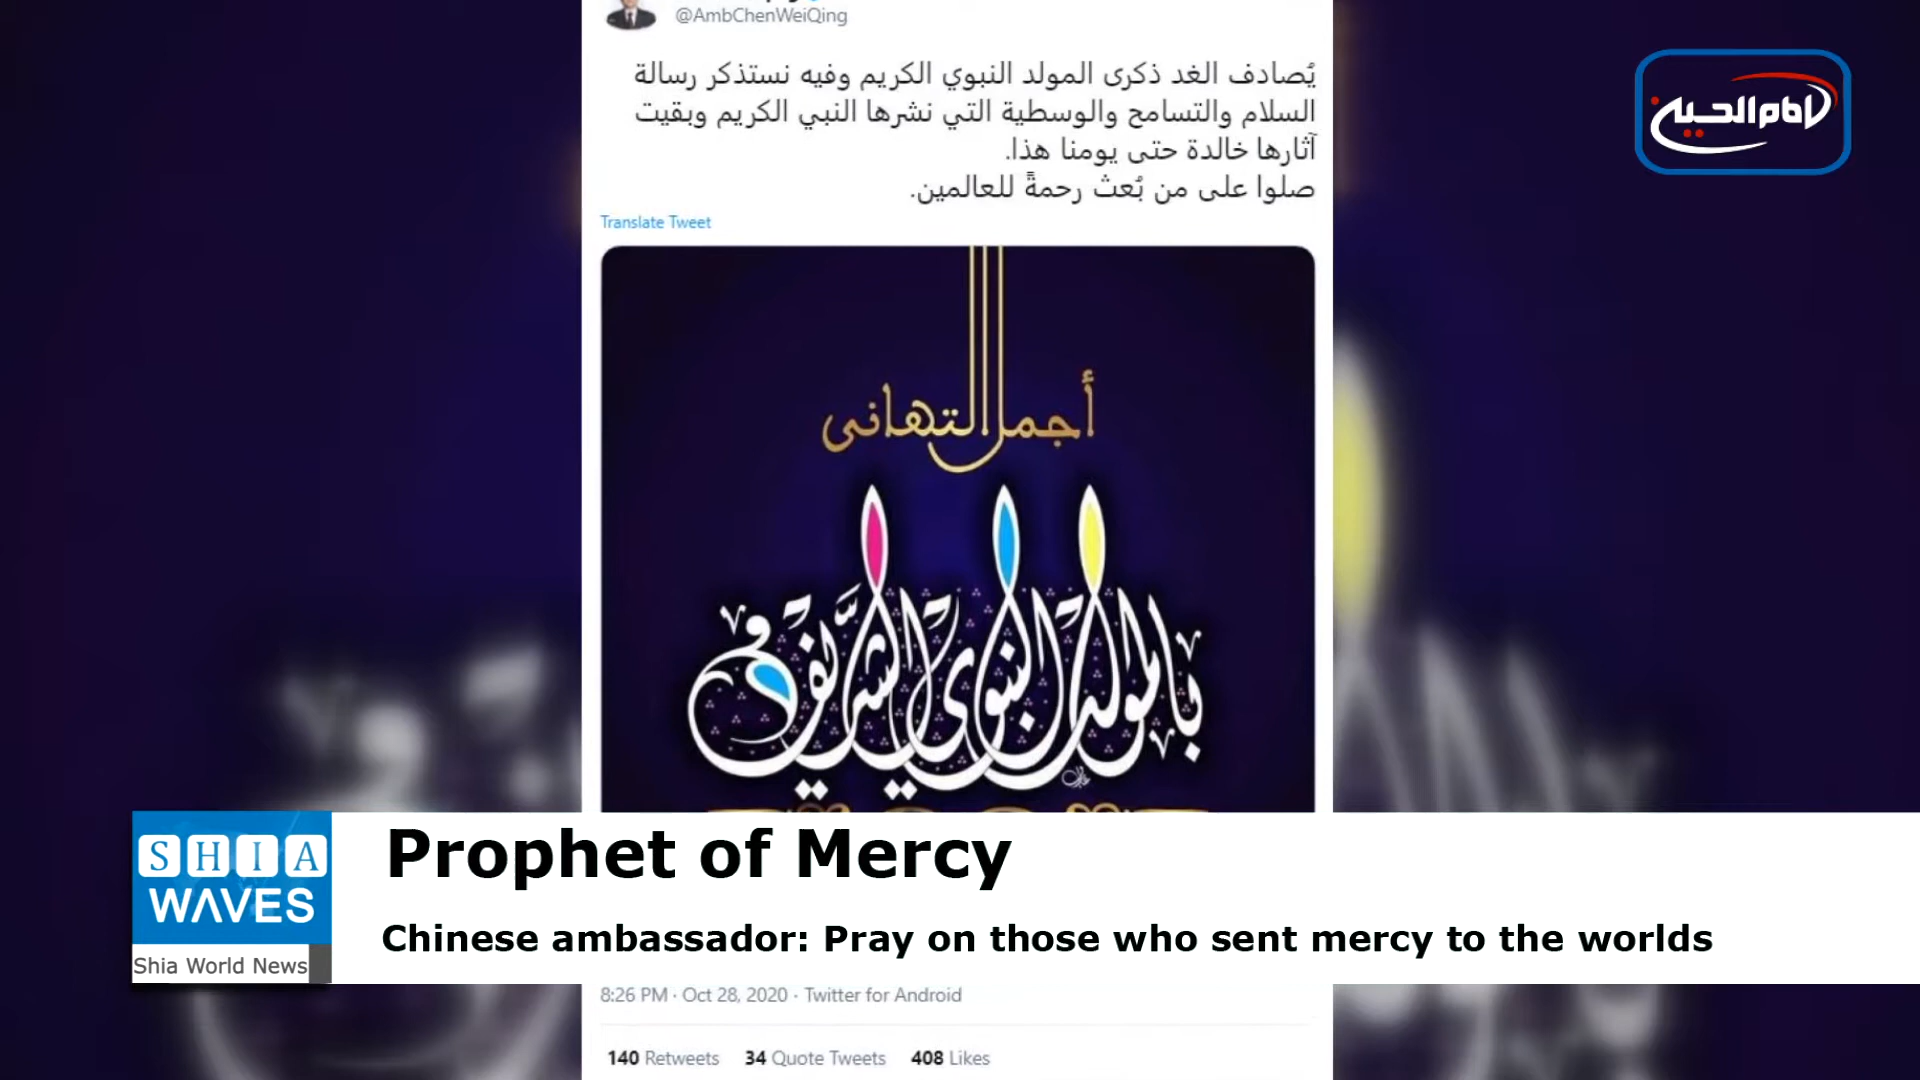 @AmbChenWeiQing
يُصادف الغد ذكرى المولد النبوي الكريم وفيه نستذكر رسالة
السلام والتسامح والوسطية التي نشرها النبي الكريم وبقيت
آثارها خالدة حتى يومنا هذا.
صلوا على من بُعث رحمةً للعالمين.
Translate Tweet
أجمل التهانى
بالمولد النبوي الشريف
الإمام الحسين
Prophet of Mercy
Chinese ambassador: Pray on those who sent mercy to the worlds
SHIA
WAVES
Shia World News
8:26 PM · Oct 28, 2020 · Twitter for Android
140 Retweets 34 Quote Tweets 408 Likes